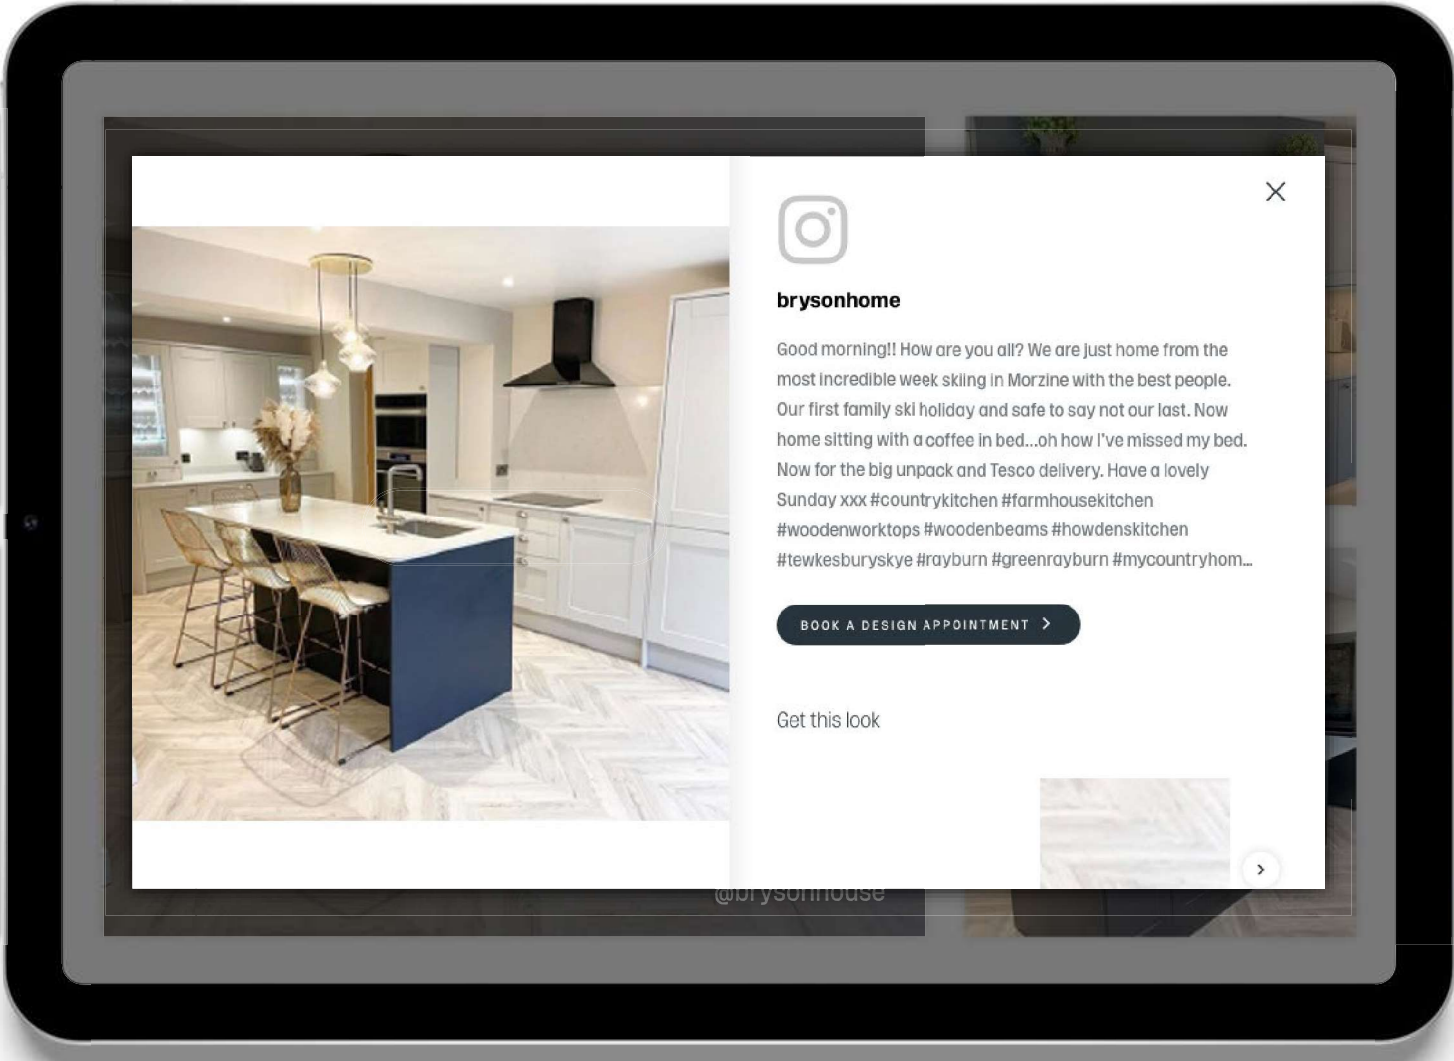 brysonhome
Good morning!! How are you all? We are just home from the
most incredible week skiing in Morzine with the best people.
Our first family ski holiday and safe to say not our last. Now
home sitting with a coffee in bed...oh how I've missed my bed.
Now for the big unpack and Tesco delivery. Have a lovely
Sunday xxx #countrykitchen #farmhousekitchen
#woodenworktops #woodenbeams #howdenskitchen
#tewkesburyskye #rayburn #greenrayburn #mycountryhom...
BOOK A DESIGN APPOINTMENT
Get this look
@brysonhouse